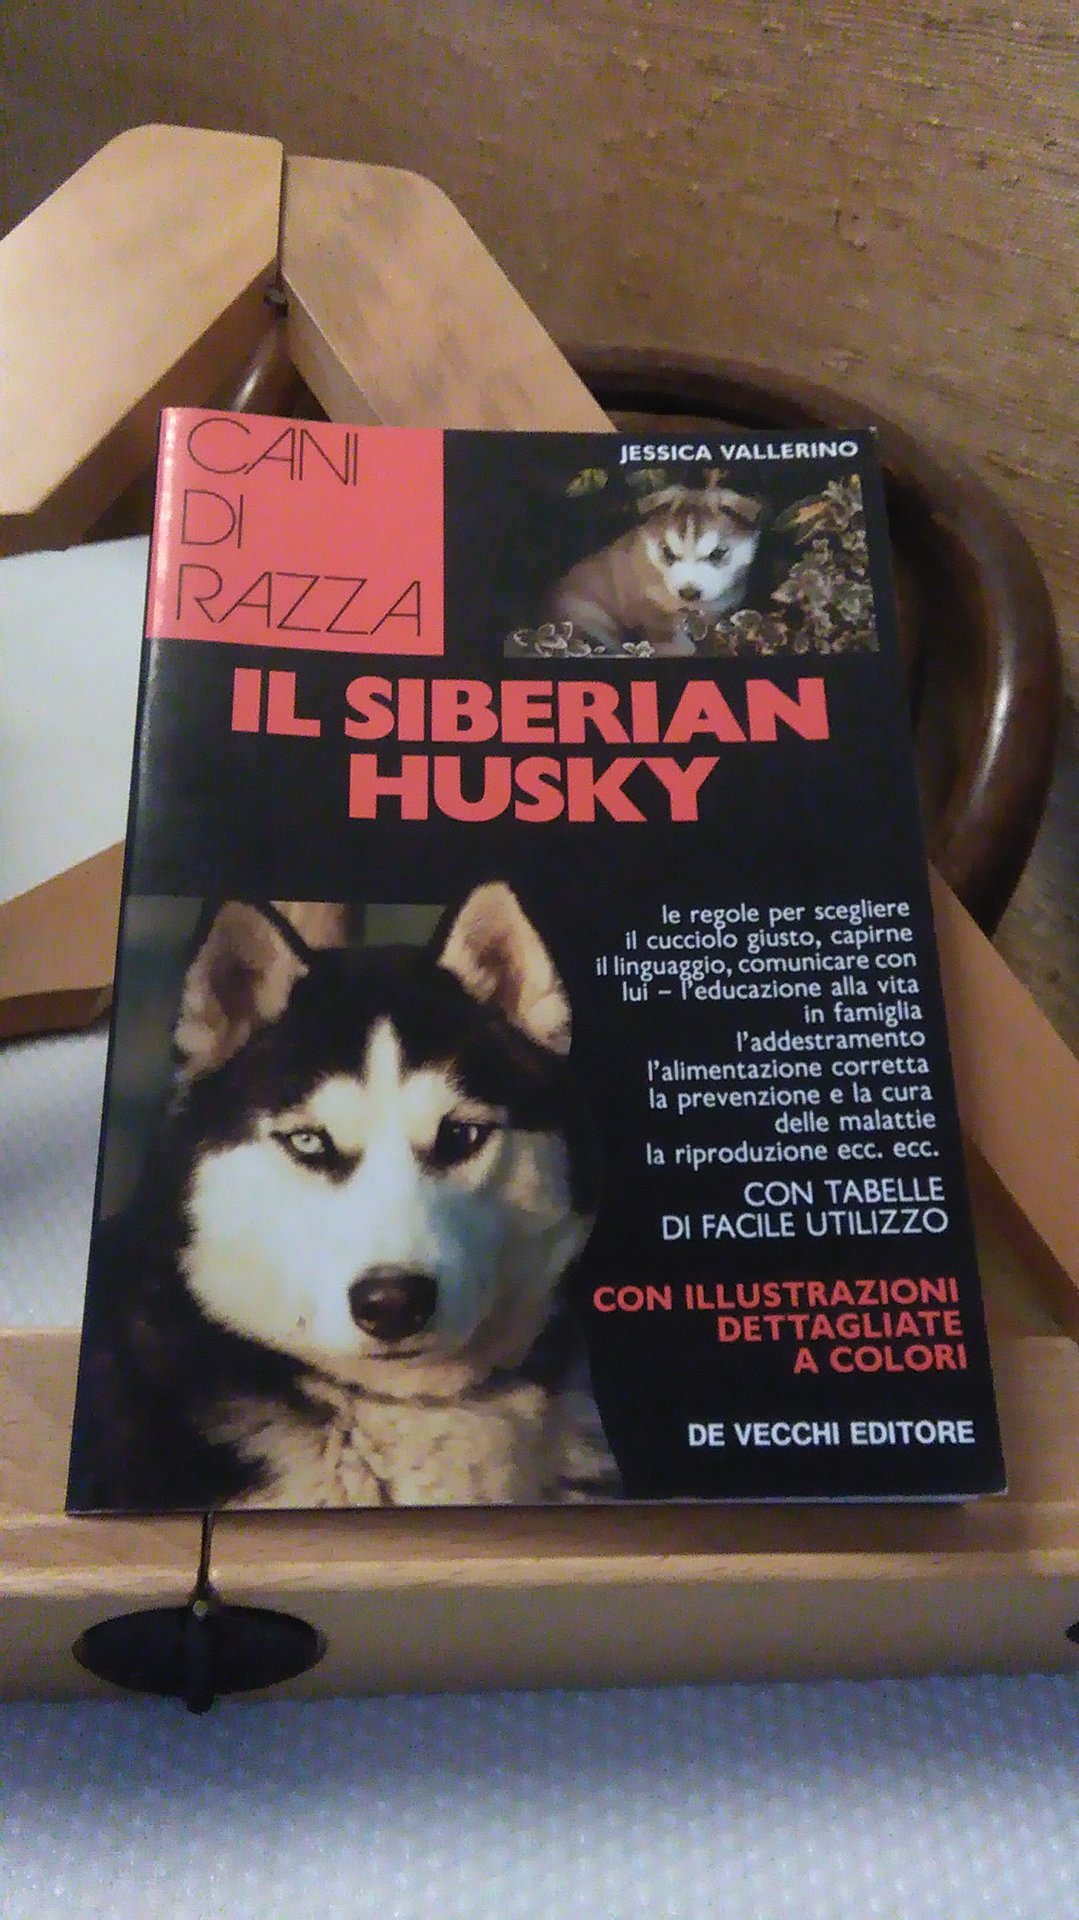 CANI
DI
RAZZA
JESSICA VALLERINO
IL SIBERIAN
HUSKY
le regole per scegliere
il cucciolo giusto, capirne
il linguaggio, comunicare con
lui – l'educazione alla vita
in famiglia
l'addestramento
l'alimentazione corretta
la prevenzione e la cura
delle malattie
la riproduzione ecc. ecc.
CON TABELLE
DI FACILE UTILIZZO
CON ILLUSTRAZIONI
DETTAGLIATE
A COLORI
DE VECCHI EDITORE